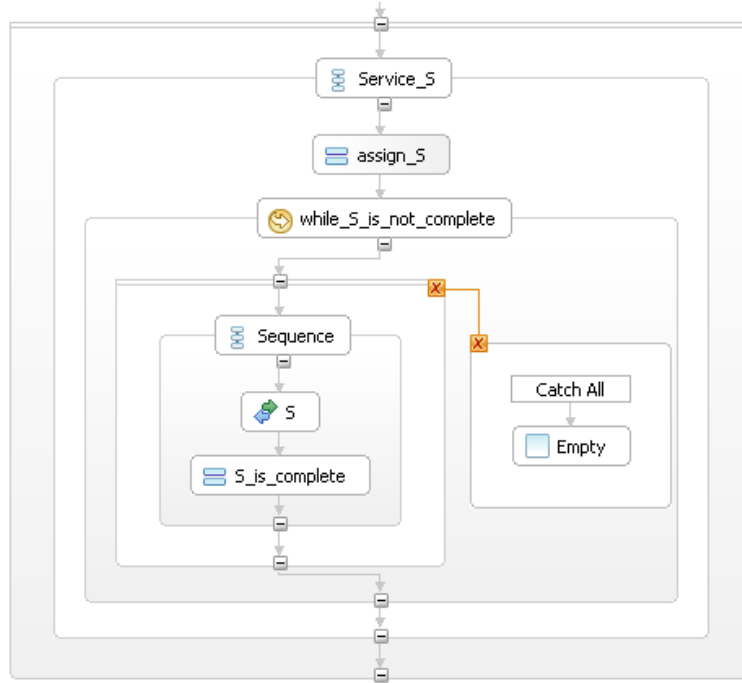 Service_S
assign_S
while_S_is_not_complete
Sequence
S
S_is_complete
Catch All
Empty